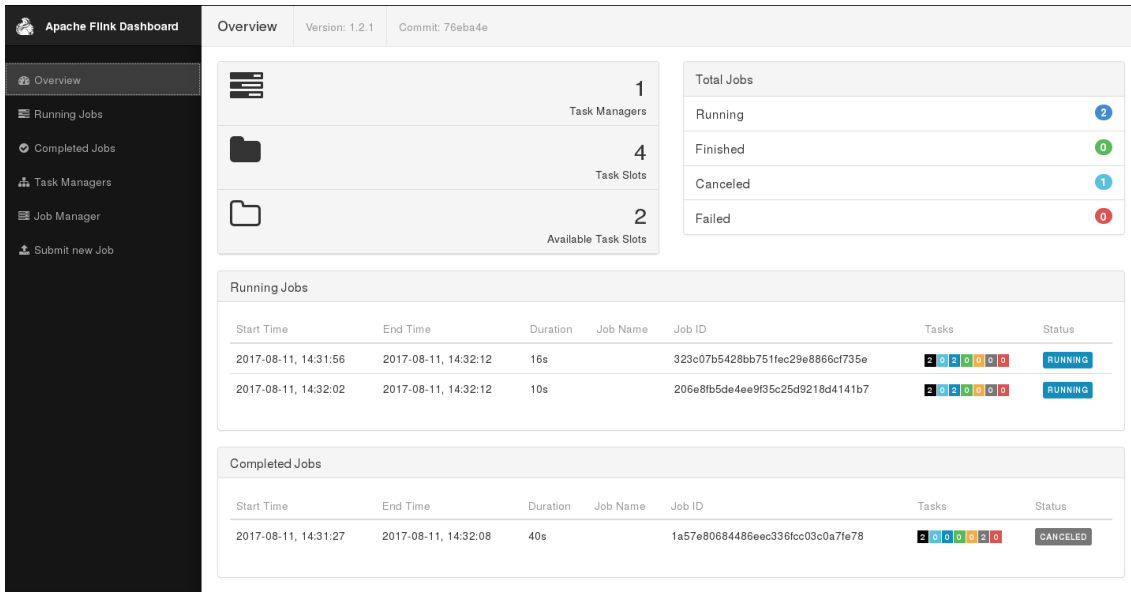 Apache Flink Dashboard
Overview
Running Jobs
Completed Jobs
Task Managers
Job Manager
Submit new Job
Overview Version: 1.2.1 Commit: 76eba4e
1
Task Managers
4
Task Slots
2
Available Task Slots
Total Jobs
Running 2
Finished 0
Canceled 1
Failed 0
Running Jobs
Start Time End Time Duration Job Name Job ID Tasks Status
2017-08-11, 14:31:56 2017-08-11, 14:32:12 16s 323c07b5428bb751fec29e8866cf735e 2 0 2 0 0 0 0 RUNNING
2017-08-11, 14:32:02 2017-08-11, 14:32:12 10s 206e8fb5de4ee9f35c25d9218d4141b7 2 0 2 0 0 0 0 RUNNING
Completed Jobs
Start Time End Time Duration Job Name Job ID Tasks Status
2017-08-11, 14:31:27 2017-08-11, 14:32:08 40s 1a57e80684486eec336fcc03c0a7fe78 2 0 0 0 0 2 0 CANCELED